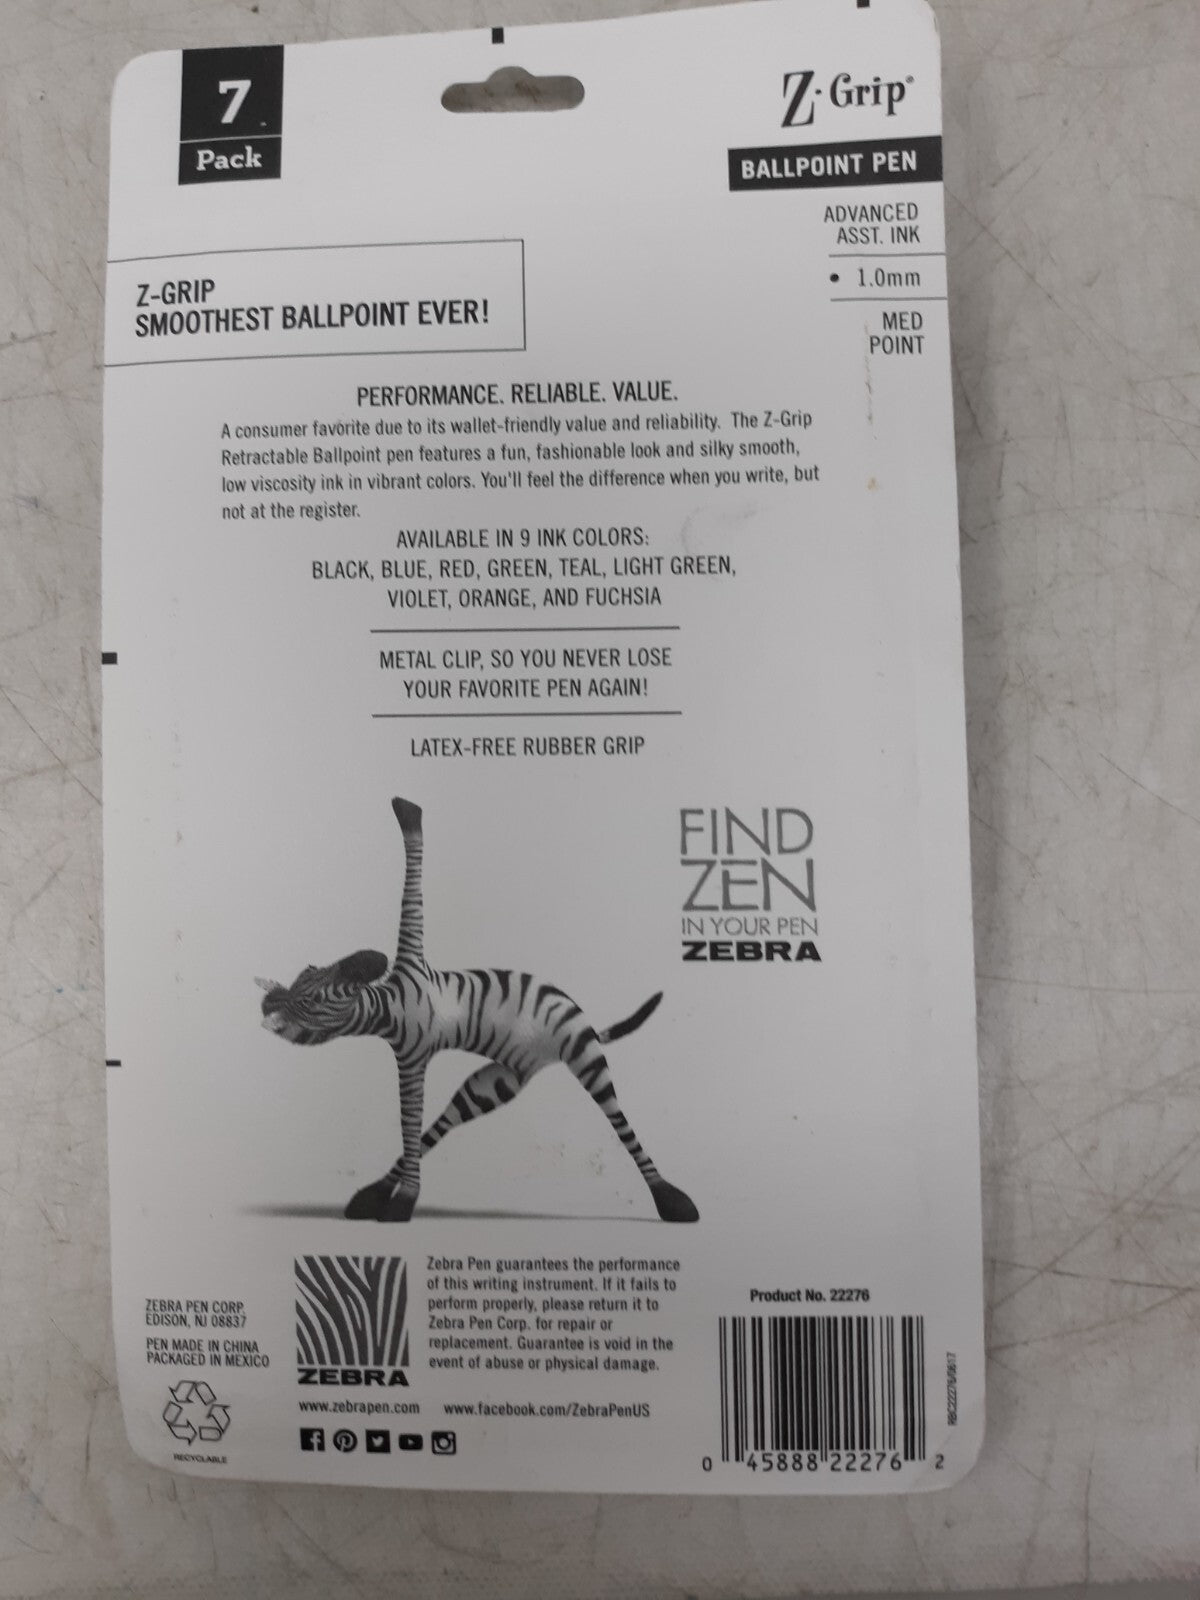 7
Pack
Z·Grip®
BALLPOINT PEN
ADVANCED
ASST. INK
• 1.0mm
MED
POINT
Z-GRIP
SMOOTHEST BALLPOINT EVER!
PERFORMANCE. RELIABLE. VALUE.
A consumer favorite due to its wallet-friendly value and reliability. The Z-Grip
Retractable Ballpoint pen features a fun, fashionable look and silky smooth,
low viscosity ink in vibrant colors. You'll feel the difference when you write, but
not at the register.
AVAILABLE IN 9 INK COLORS:
BLACK, BLUE, RED, GREEN, TEAL, LIGHT GREEN,
VIOLET, ORANGE, AND FUCHSIA
METAL CLIP, SO YOU NEVER LOSE
YOUR FAVORITE PEN AGAIN!
LATEX-FREE RUBBER GRIP
FIND
ZEN
IN YOUR PEN
ZEBRA
ZEBRA PEN CORP.
EDISON, NJ 08837
PEN MADE IN CHINA
PACKAGED IN MEXICO
RECYCLABLE
ZEBRA
Zebra Pen guarantees the performance
of this writing instrument. If it fails to
perform properly, please return it to
Zebra Pen Corp. for repair or
replacement. Guarantee is void in the
event of abuse or physical damage.
www.zebrapen.com www.facebook.com/ZebraPenUS
Product No. 22276
0 45888 22276 2
RBC22276/0617